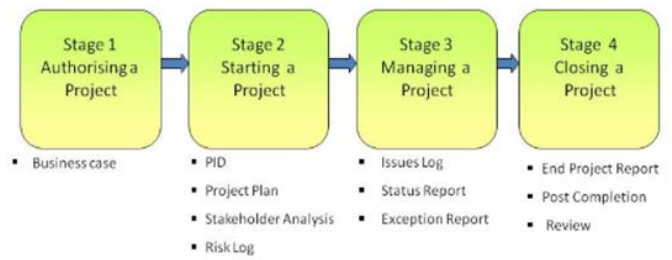 Stage 1
Authorising a
Project
Stage 2
Starting a
Project
Stage 3
Managing a
Project
Stage 4
Closing a
Project
▪ Business case
▪ PID
▪ Project Plan
▪ Stakeholder Analysis
▪ Risk Log
▪ Issues Log
▪ Status Report
▪ Exception Report
▪ End Project Report
▪ Post Completion
▪ Review